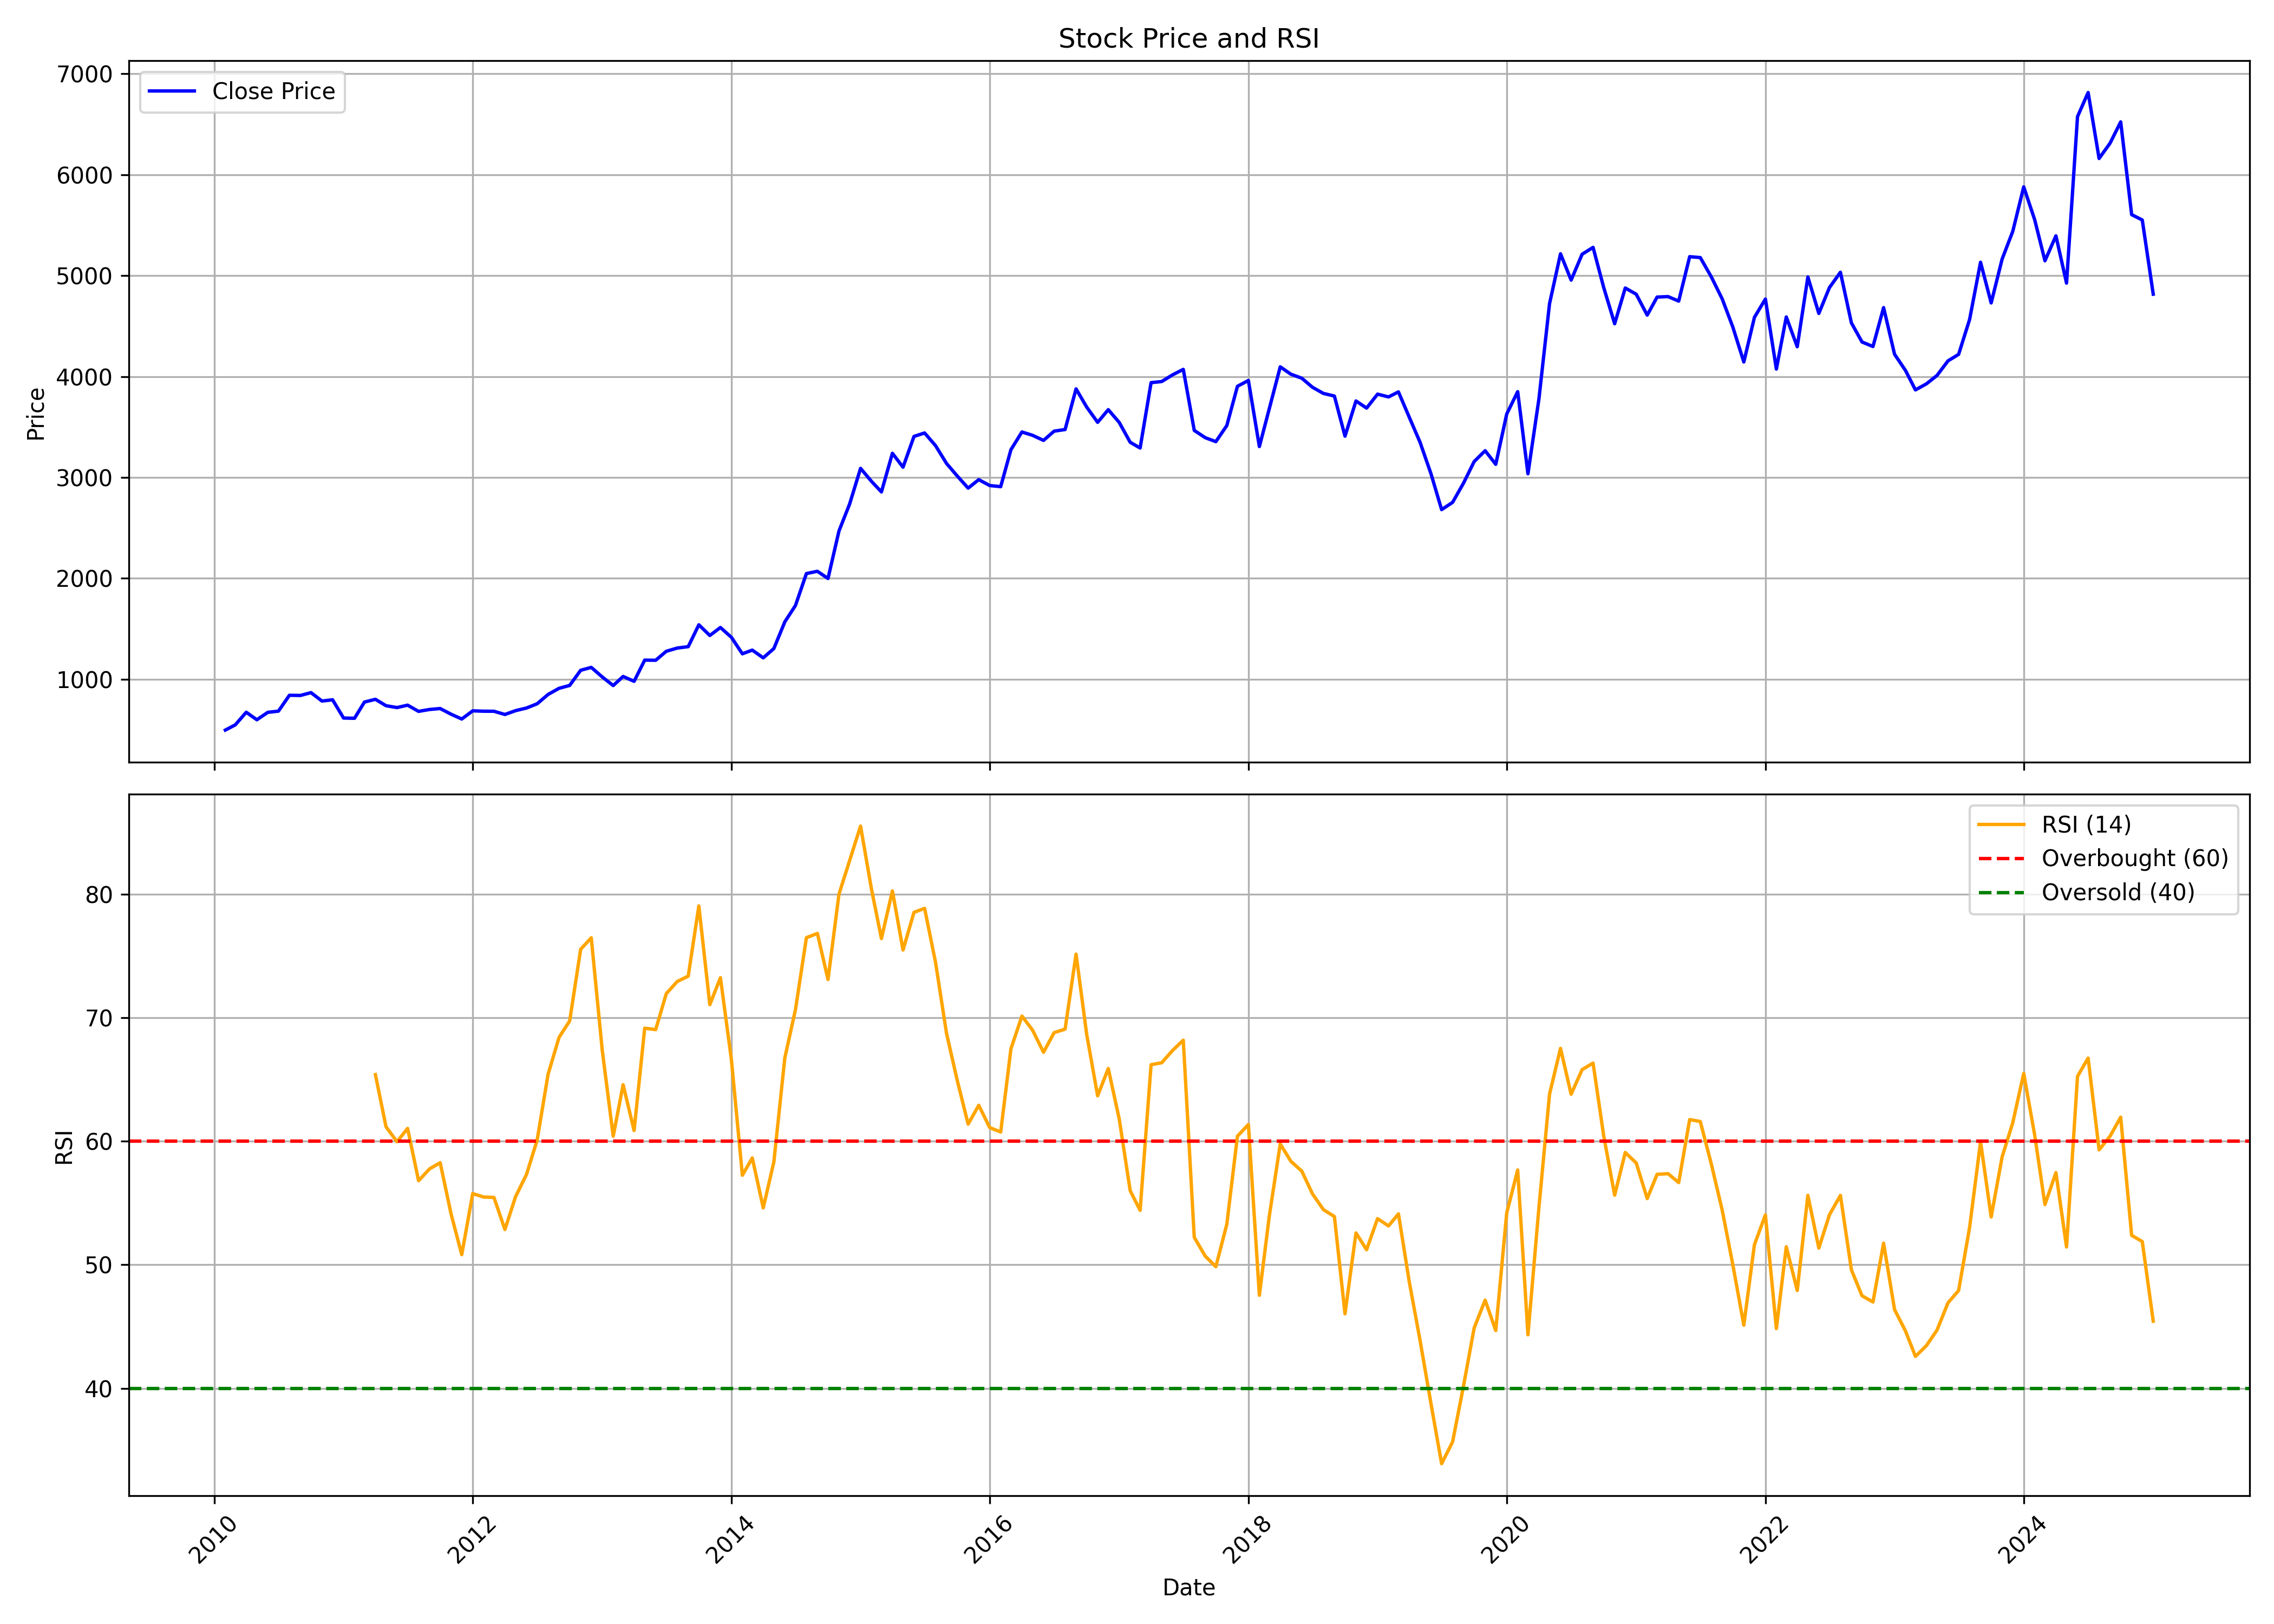 Stock Price and RSI
Close Price
7000
6000
5000
4000
3000
2000
1000
Price
RSI (14)
Overbought (60)
Oversold (40)
80
70
60
50
40
RSI
2010
2012
2014
2016
2018
2020
2022
2024
Date